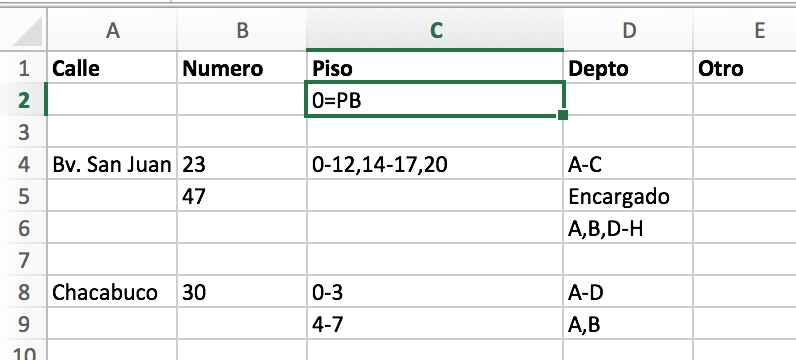 A B C D E
1 Calle Numero Piso Depto Otro
2 0=PB
3
4 Bv. San Juan 23 0-12,14-17,20 A-C
5 47 Encargado
6 A,B,D-H
7
8 Chacabuco 30 0-3 A-D
9 4-7 A,B
10